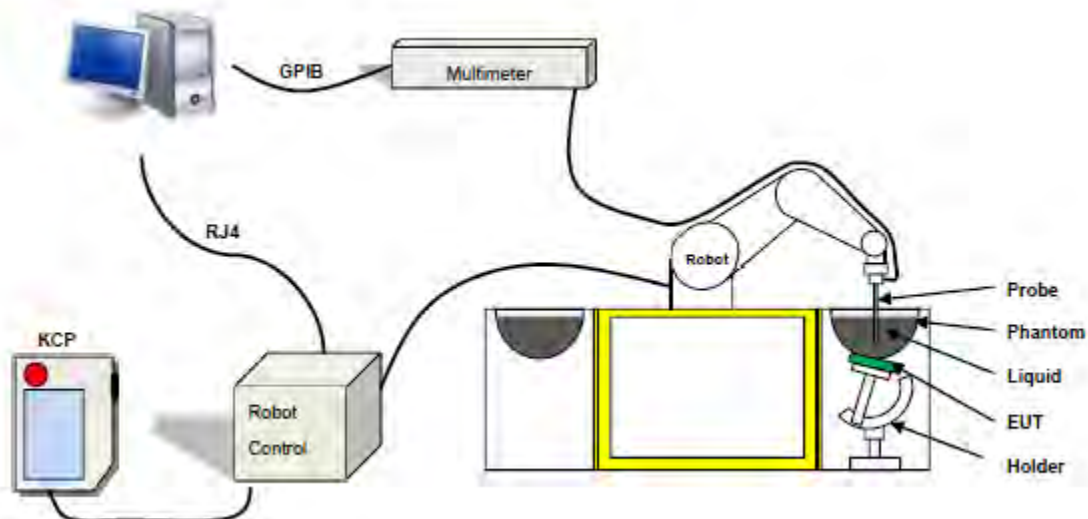 GPIB
Multimeter
RJ4
Robot
Probe
Phantom
KCP
Liquid
Robot
Control
EUT
Holder